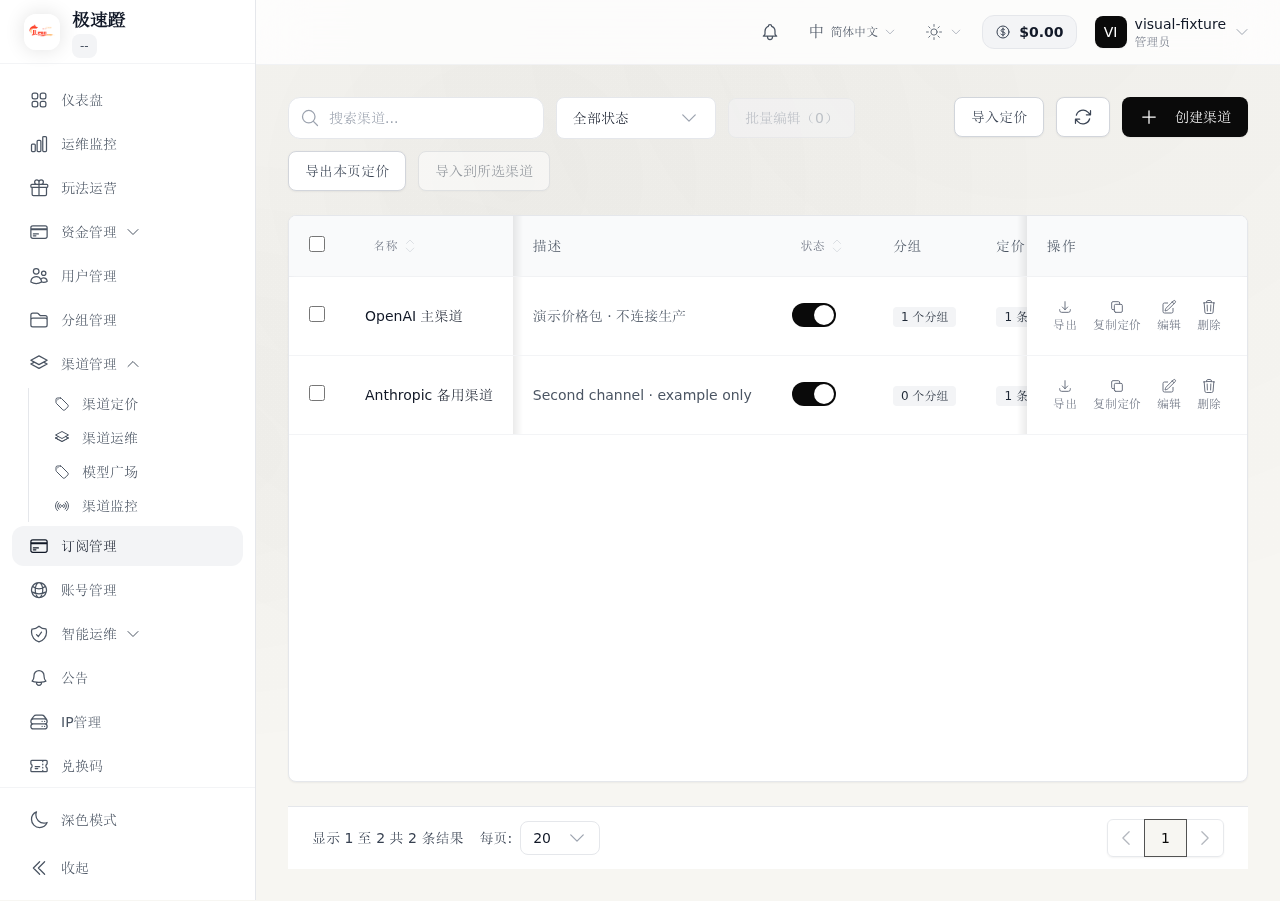 极速蹬
--
仪表盘
运维监控
玩法运营
资金管理
用户管理
分组管理
渠道管理
渠道定价
渠道运维
模型广场
渠道监控
订阅管理
账号管理
智能运维
公告
IP管理
兑换码
深色模式
收起
中 简体中文
$0.00
VI
visual-fixture
管理员
搜索渠道...
全部状态
批量编辑（0）
导入定价
创建渠道
导出本页定价
导入到所选渠道
名称 描述 状态 分组 定价 操作
OpenAI 主渠道 演示价格包 · 不连接生产 1 个分组 1 条 导出 复制定价 编辑 删除
Anthropic 备用渠道 Second channel · example only 0 个分组 1 条 导出 复制定价 编辑 删除
显示 1 至 2 共 2 条结果 每页: 20
1